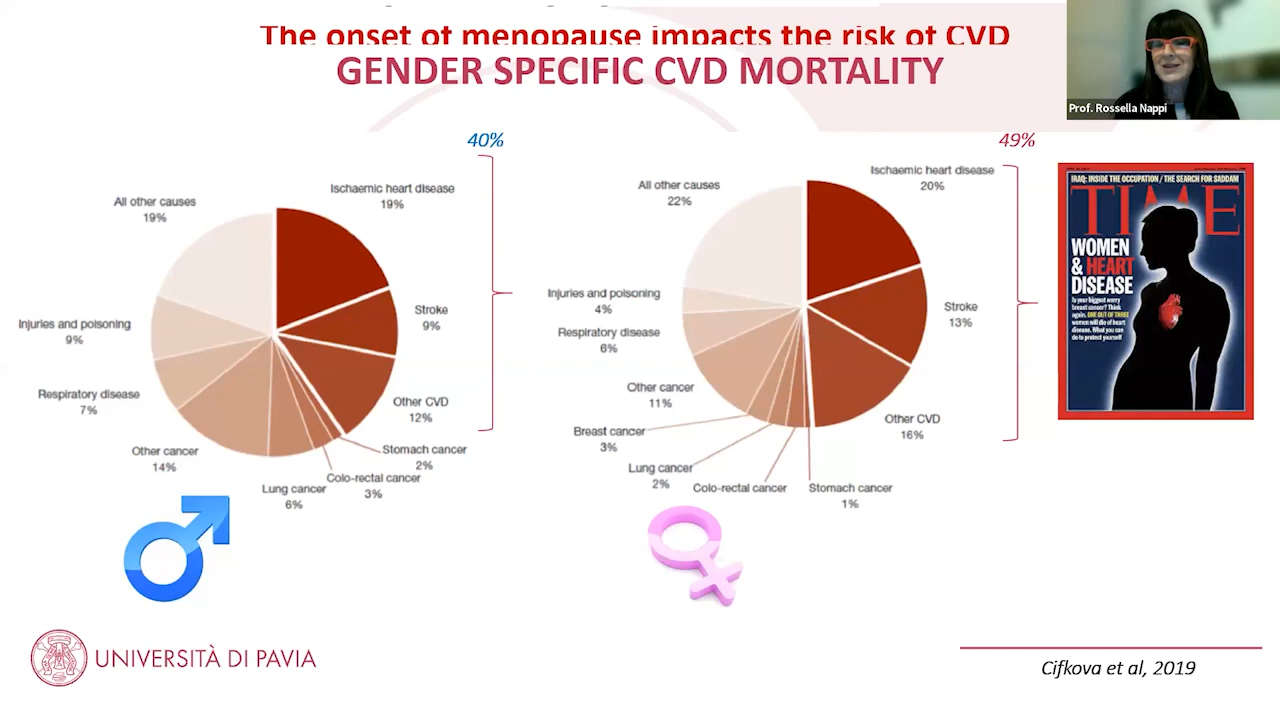 The onset of menopause impacts the risk of CVD
GENDER SPECIFIC CVD MORTALITY
Prof. Rossella Nappi
40%
All other causes
19%
Ischaemic heart disease
19%
Stroke
9%
Other CVD
12%
Stomach cancer
2%
Colo-rectal cancer
3%
Lung cancer
6%
Other cancer
14%
Respiratory disease
7%
Injuries and poisoning
9%
49%
All other causes
22%
Ischaemic heart disease
20%
Stroke
13%
Other CVD
16%
Stomach cancer
1%
Colo-rectal cancer
Lung cancer
2%
Breast cancer
3%
Other cancer
11%
Respiratory disease
6%
Injuries and poisoning
4%
IRAQ: INSIDE THE OCCUPATION / THE SEARCH FOR SADDAM
TIME
WOMEN
& HEART
DISEASE
Is your biggest worry
breast cancer? Think
again. ONE OUT OF THREE
women will die of heart
disease. What you can
do to protect yourself
UNIVERSITÀ DI PAVIA
Cifkova et al, 2019